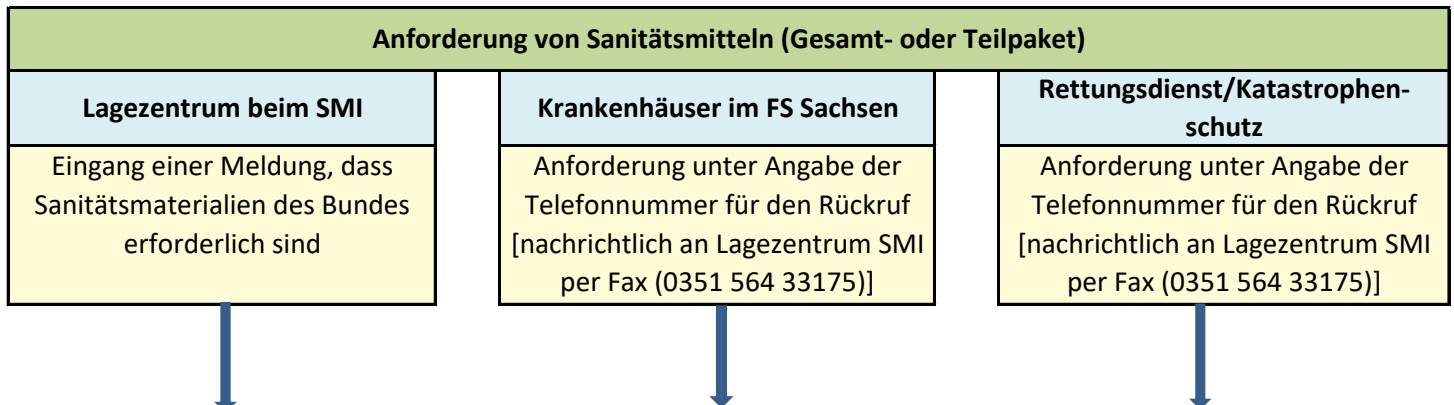 Anforderung von Sanitätsmitteln (Gesamt- oder Teilpaket)
Lagezentrum beim SMI
Eingang einer Meldung, dass
Sanitätsmaterialien des Bundes
erforderlich sind
Krankenhäuser im FS Sachsen
Anforderung unter Angabe der
Telefonnummer für den Rückruf
[nachrichtlich an Lagezentrum SMI
per Fax (0351 564 33175)]
Rettungsdienst/Katastrophen-
schutz
Anforderung unter Angabe der
Telefonnummer für den Rückruf
[nachrichtlich an Lagezentrum SMI
per Fax (0351 564 33175)]